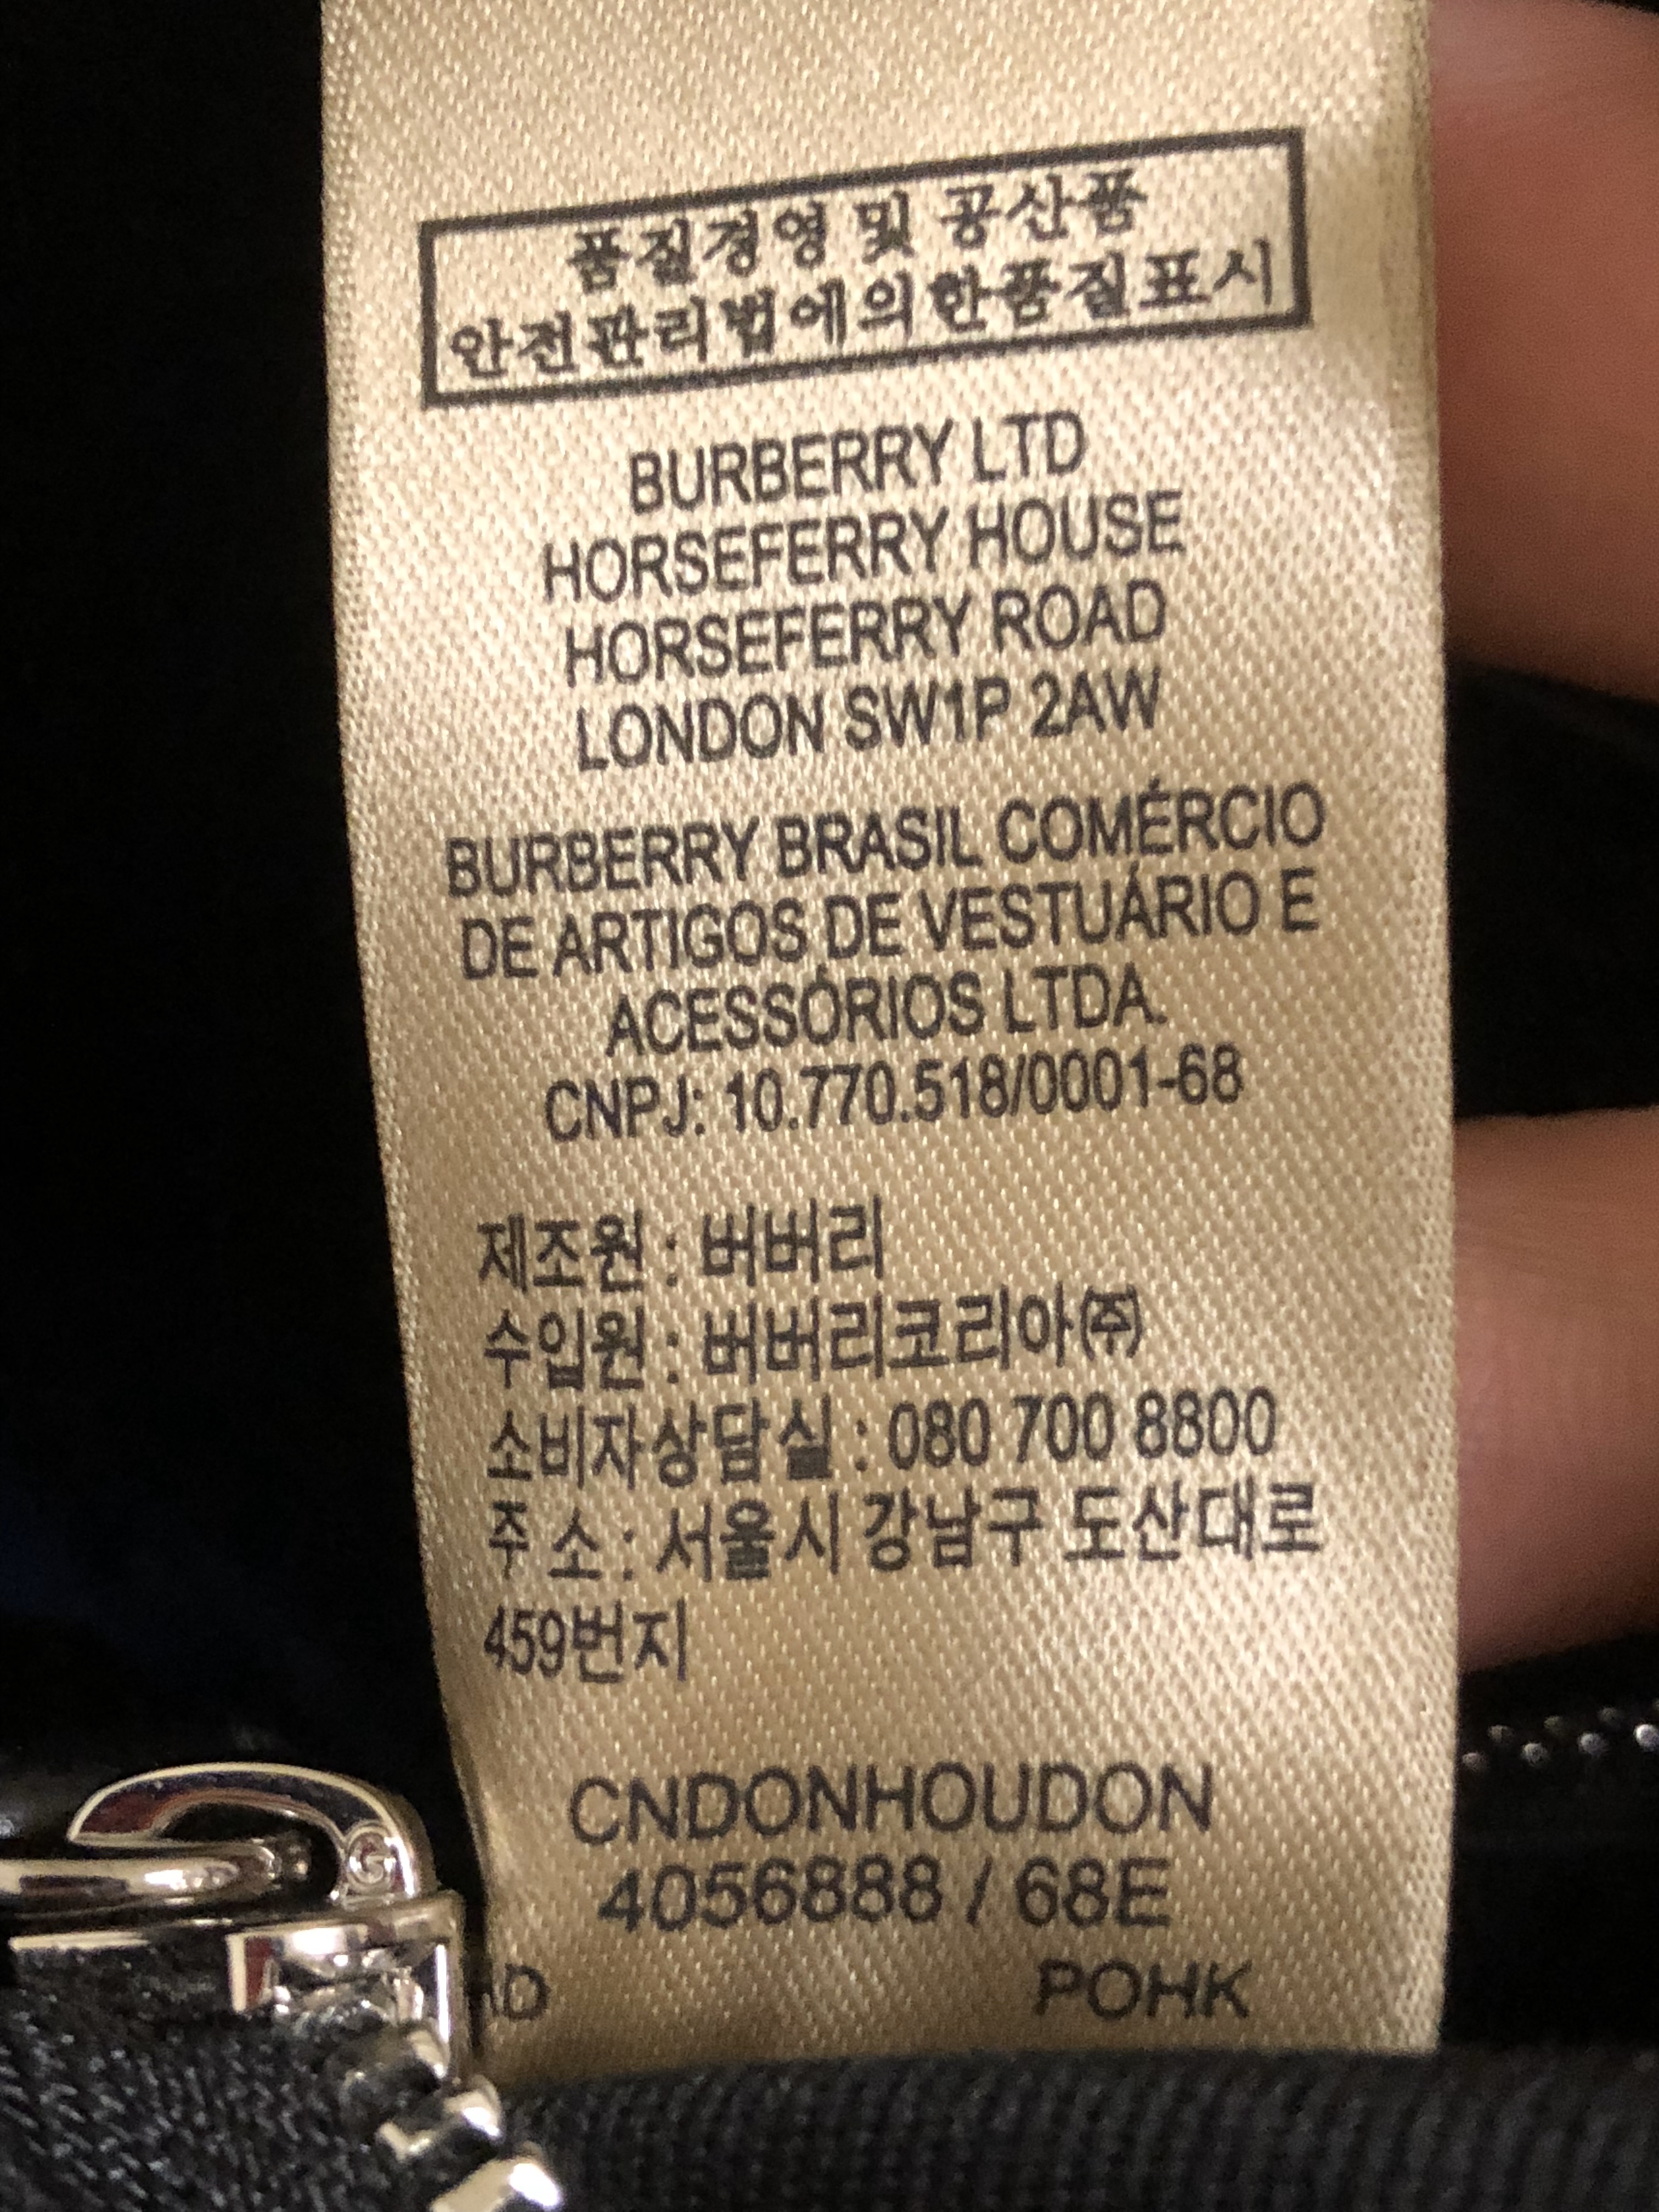 품질경영 및 공산품
안전관리법에의한품질표시
BURBERRY LTD
HORSEFERRY HOUSE
HORSEFERRY ROAD
LONDON SW1P 2AW
BURBERRY BRASIL COMÉRCIO
DE ARTIGOS DE VESTUÁRIO E
ACESSÓRIOS LTDA.
CNPJ: 10.770.518/0001-68
제조원 : 버버리
수입원 : 버버리코리아㈜
소비자상담실 : 080 700 8800
주 소 : 서울시 강남구 도산대로
459번지
CNDONHOUDON
4056888 / 68E
POHK